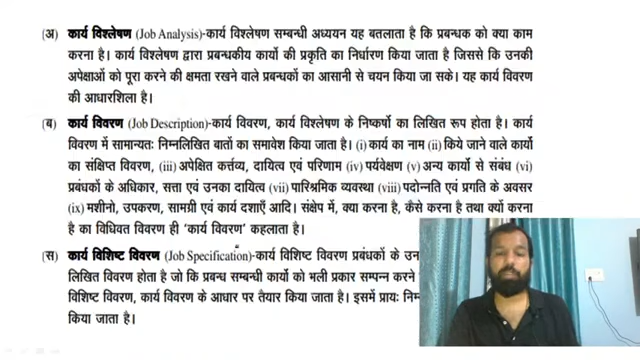 (अ) कार्य विश्लेषण (Job Analysis)-कार्य विश्लेषण सम्बन्धी अध्ययन यह बतलाता है कि प्रबन्धक को क्या काम
करना है। कार्य विश्लेषण द्वारा प्रबन्धकीय कार्यो की प्रकृति का निर्धारण किया जाता है जिससे कि उनकी
अपेक्षाओं को पूरा करने की क्षमता रखने वाले प्रबन्धकों का आसानी से चयन किया जा सके। यह कार्य विवरण
की आधारशिला है।
(ब) कार्य विवरण (Job Description)-कार्य विवरण, कार्य विश्लेषण के निष्कर्षो का लिखित रूप होता है। कार्य
विवरण में सामान्यतः निम्नलिखित बातों का समावेश किया जाता है। (i) कार्य का नाम (ii) किये जाने वाले कार्यो
का संक्षिप्त विवरण, (iii) अपेक्षित कर्त्तव्य, दायित्व एवं परिणाम (iv) पर्यवेक्षण (v) अन्य कार्यो से संबंध (vi)
प्रबंधकों के अधिकार, सत्ता एवं उनका दायित्व (vii) पारिश्रमिक व्यवस्था (viii) पदोन्नति एवं प्रगति के अवसर
(ix) मशीनो, उपकरण, सामग्री एवं कार्य दशाएँ आदि। संक्षेप में, क्या करना है, कैसे करना है तथा क्यों करना
है का विधिवत विवरण ही 'कार्य विवरण' कहलाता है।
(स) कार्य विशिष्ट विवरण (Job Specification)-कार्य विशिष्ट विवरण प्रबंधकों के उन
लिखित विवरण होता है जो कि प्रबन्ध सम्बन्धी कार्यो को भली प्रकार सम्पन्न करने
विशिष्ट विवरण, कार्य विवरण के आधार पर तैयार किया जाता है। इसमें प्रायः निम
किया जाता है।